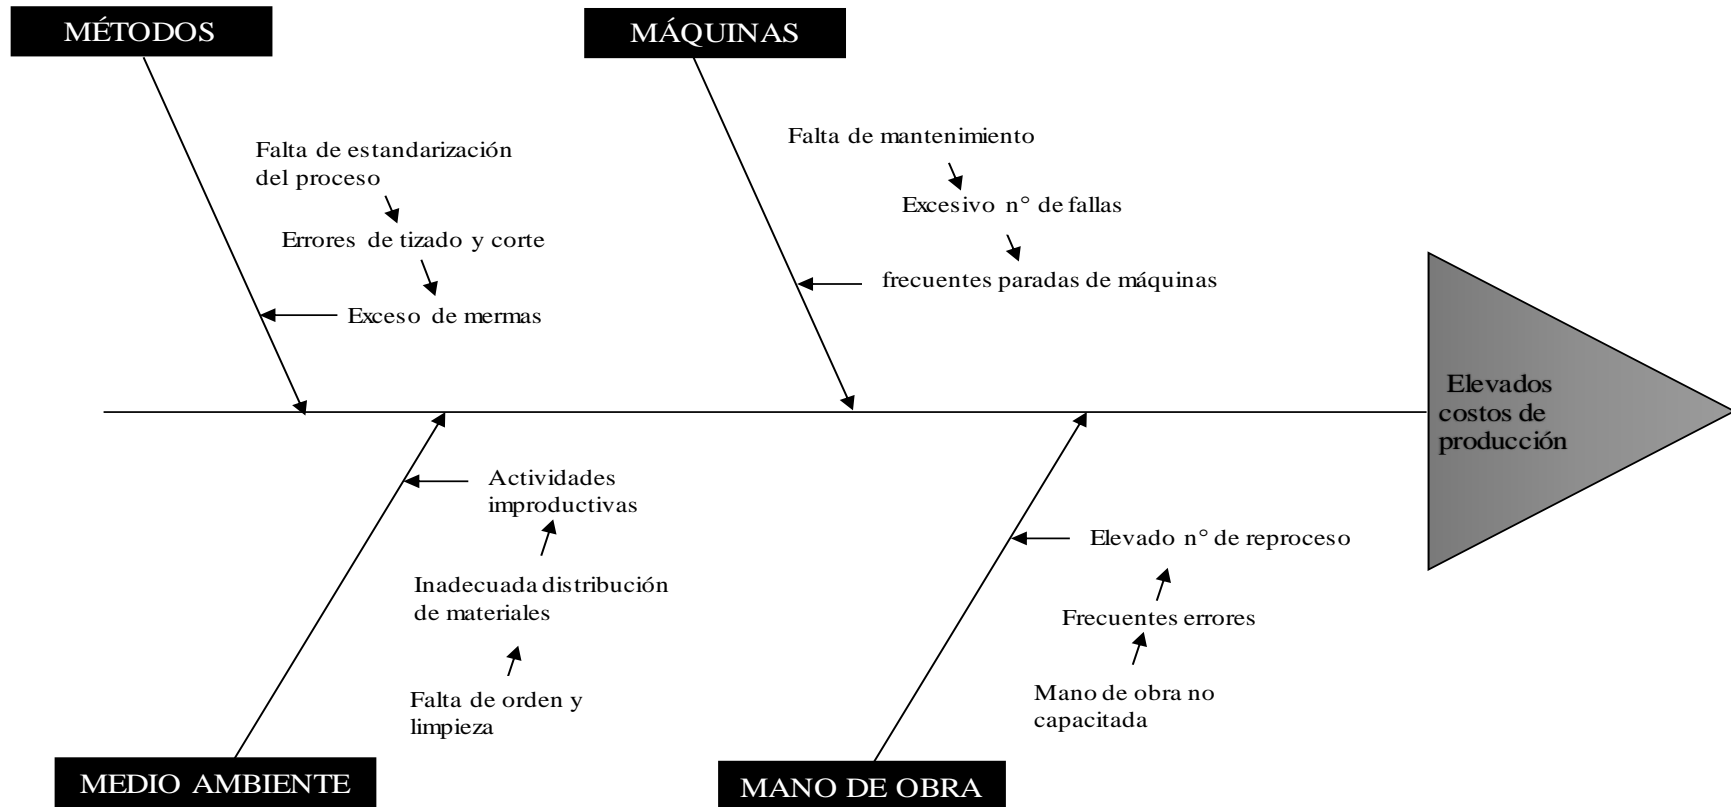 MÉTODOS
MÁQUINAS
Falta de estandarización
del proceso
Errores de tizado y corte
Exceso de mermas
Falta de mantenimiento
Excesivo n° de fallas
frecuentes paradas de máquinas
Elevados
costos de
producción
Actividades
improductivas
Inadecuada distribución
de materiales
Falta de orden y
limpieza
Elevado n° de reproceso
Frecuentes errores
Mano de obra no
capacitada
MEDIO AMBIENTE
MANO DE OBRA